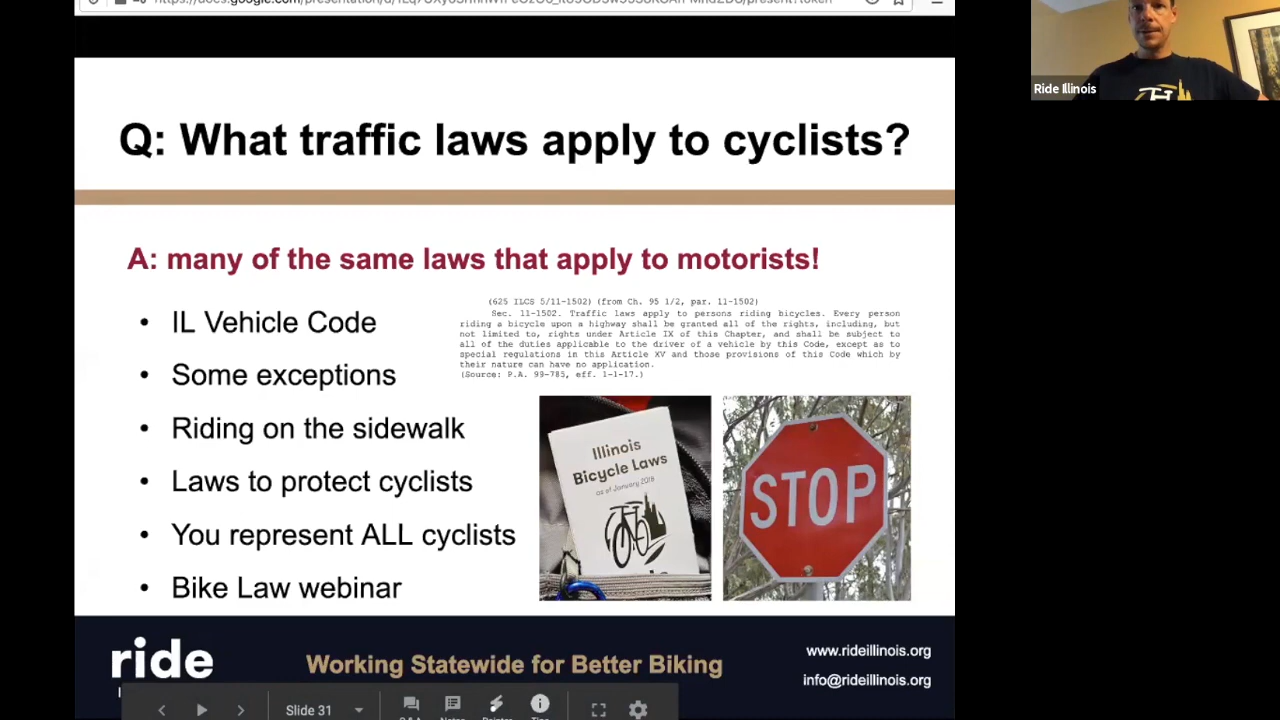 Q: What traffic laws apply to cyclists?
A: many of the same laws that apply to motorists!
• IL Vehicle Code
• Some exceptions
• Riding on the sidewalk
• Laws to protect cyclists
• You represent ALL cyclists
• Bike Law webinar
(625 ILCS 5/11-1502) (from Ch. 95 1/2, par. 11-1502)
Sec. 11-1502. Traffic laws apply to persons riding bicycles. Every person
riding a bicycle upon a highway shall be granted all of the rights, including, but
not limited to, rights under Article IX of this Chapter, and shall be subject to
all of the duties applicable to the driver of a vehicle by this Code, except as to
special regulations in this Article XV and those provisions of this Code which by
their nature can have no application.
(Source: P.A. 99-785, eff. 1-1-17.)
Illinois
Bicycle Laws
as of January 2018
STOP
ride
Working Statewide for Better Biking
www.rideillinois.org
info@rideillinois.org
Slide 31
Ride Illinois